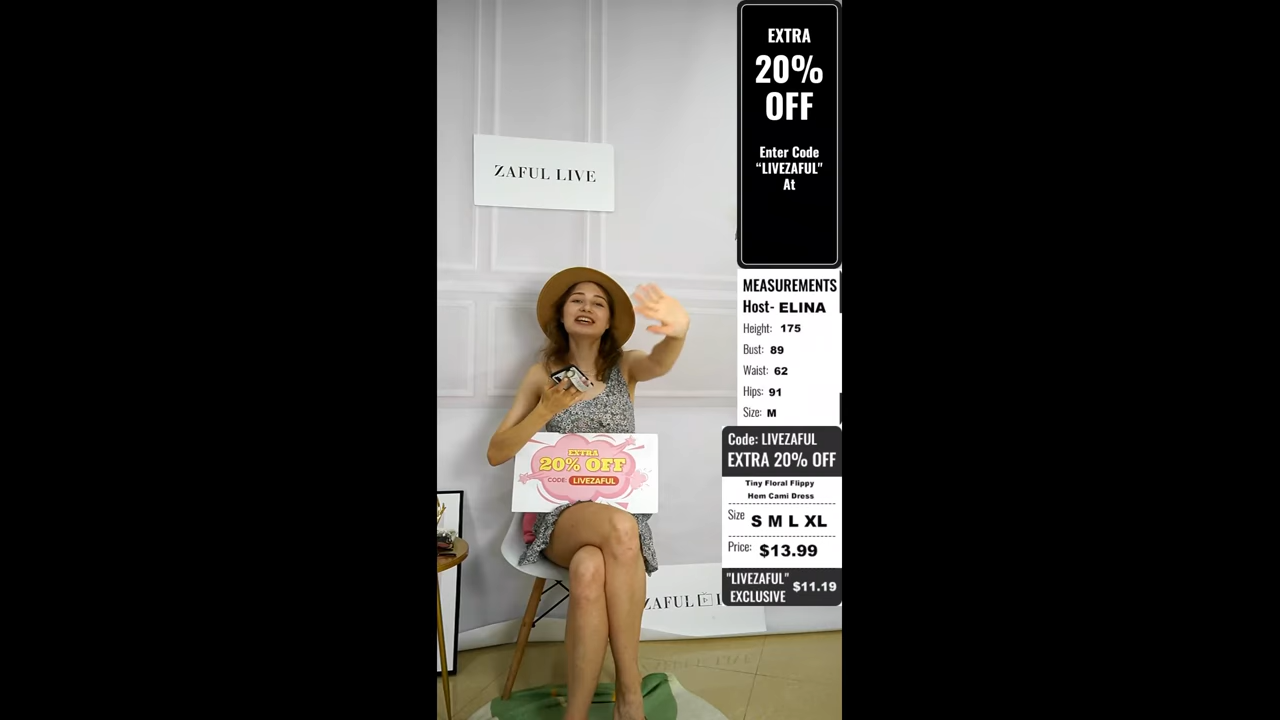 EXTRA
20%
OFF
Enter Code
“LIVEZAFUL"
At
ZAFUL LIVE
MEASUREMENTS
Host- ELINA
Height: 175
Bust: 89
Waist: 62
Hips: 91
Size: M
Code: LIVEZAFUL
EXTRA 20% OFF
Tiny Floral Flippy
Hem Cami Dress
Size S M L XL
Price: $13.99
"LIVEZAFUL"
EXCLUSIVE $11.19
EXTRA
20% OFF
CODE: LIVEZAFUL
ZAFUL